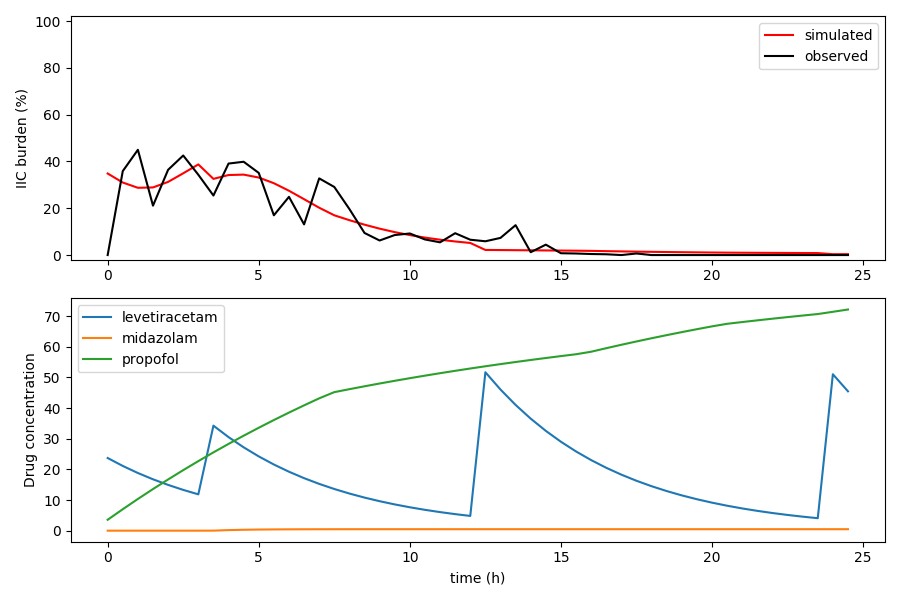 100
80
60
40
20
0
IIC burden (%)
simulated
observed
0 5 10 15 20 25
70
60
50
40
30
20
10
0
Drug concentration
levetiracetam
midazolam
propofol
0 5 10 15 20 25
time (h)